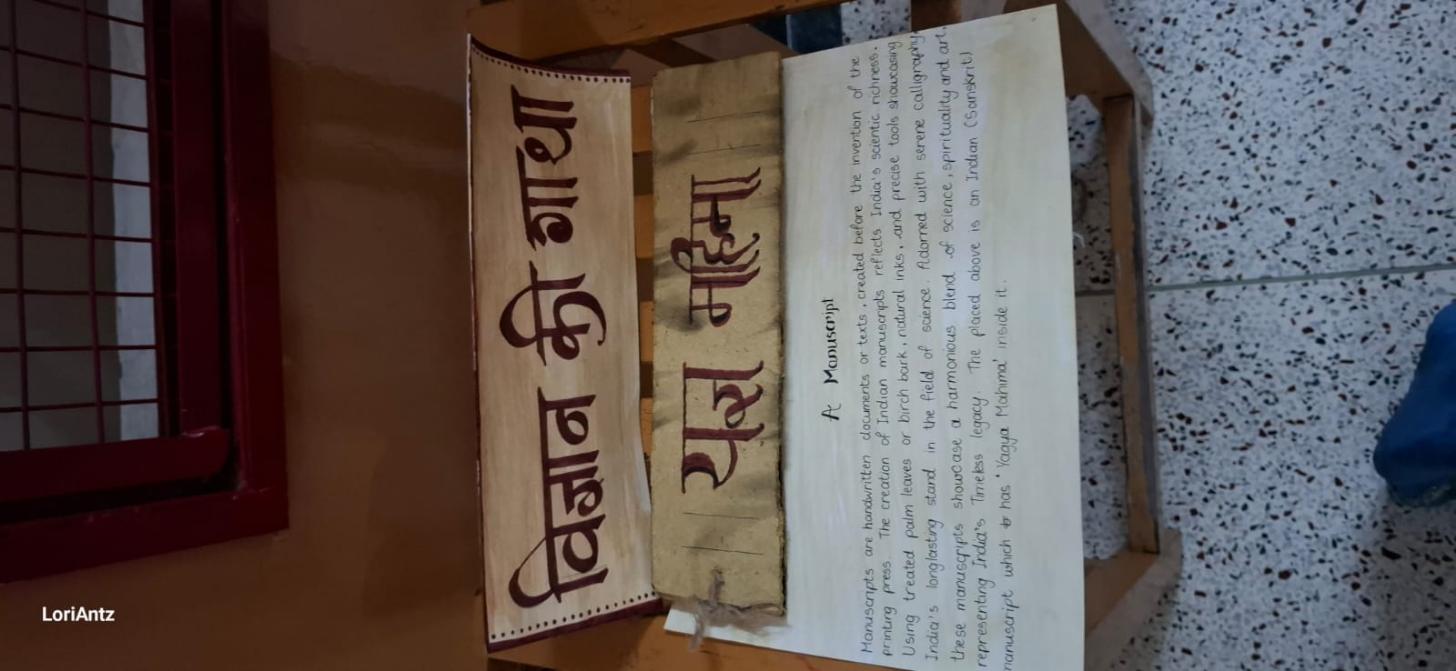 विज्ञान की गाथा
यज्ञ महिमा
A Manuscript
Manuscripts are handwritten documents or texts, created before the invention of the
printing press. The creation of Indian manuscripts reflects India's scientific richness.
Using treated palm leaves or birch bark, natural inks, and precise tools showcasing
India's longlasting stand in the field of science. Adorned with serene calligraphy,
these manuscripts showcase a harmonious blend of science, spirituality and art,
representing India's Timeless legacy. The placed above is an Indian (Sanskrit)
manuscript which has 'Yagya Mahima' inside it.
LoriAntz